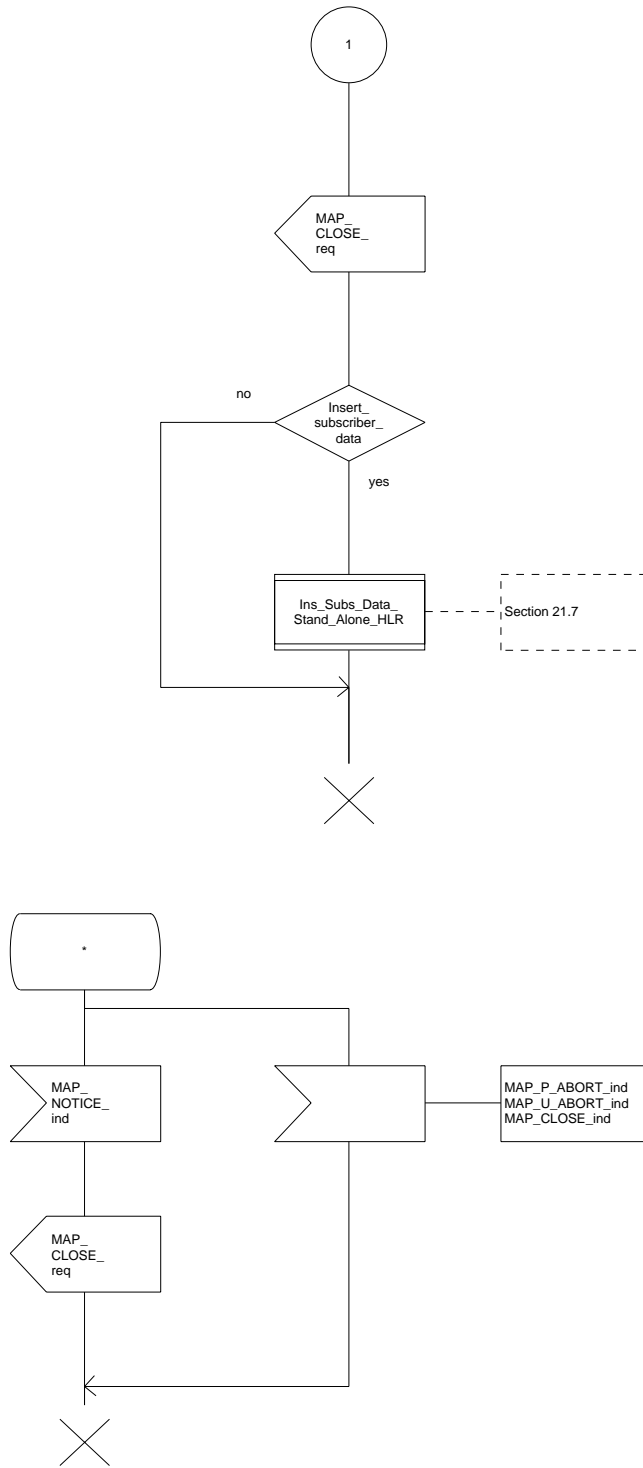 1
MAP_
CLOSE_
req
no
Insert_
subscriber_
data
yes
Ins_Subs_Data_
Stand_Alone_HLR
Section 21.7
*
MAP_
NOTICE_
ind
MAP_P_ABORT_ind
MAP_U_ABORT_ind
MAP_CLOSE_ind
MAP_
CLOSE_
req